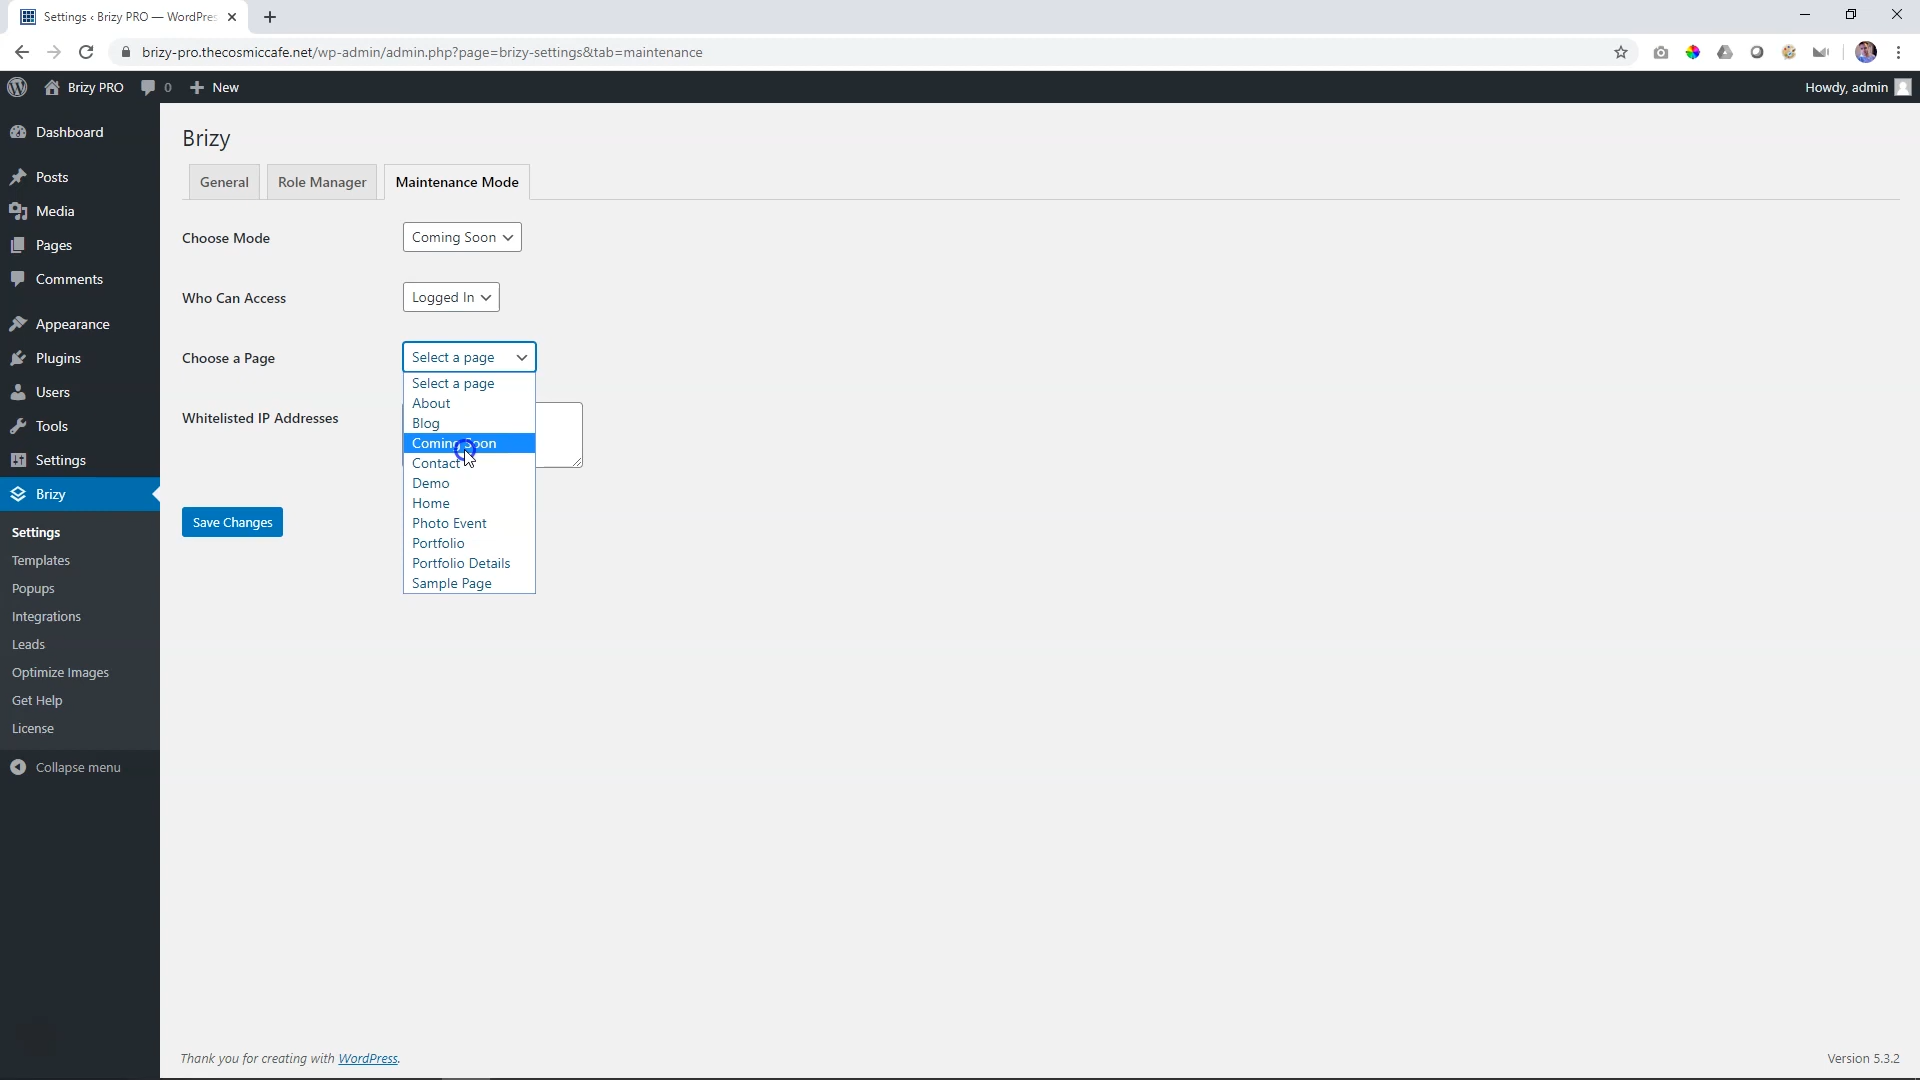 Settings ‹ Brizy PRO — WordPres
brizy-pro.thecosmiccafe.net/wp-admin/admin.php?page=brizy-settings&tab=maintenance
Brizy PRO
0
New
Howdy, admin
Dashboard
Posts
Media
Pages
Comments
Appearance
Plugins
Users
Tools
Settings
Brizy
Settings
Templates
Popups
Integrations
Leads
Optimize Images
Get Help
License
Collapse menu
Brizy
General
Role Manager
Maintenance Mode
Choose Mode
Coming Soon
Who Can Access
Logged In
Choose a Page
Select a page
Select a page
About
Blog
Coming Soon
Contact
Demo
Home
Photo Event
Portfolio
Portfolio Details
Sample Page
Whitelisted IP Addresses
Save Changes
Thank you for creating with WordPress.
Version 5.3.2